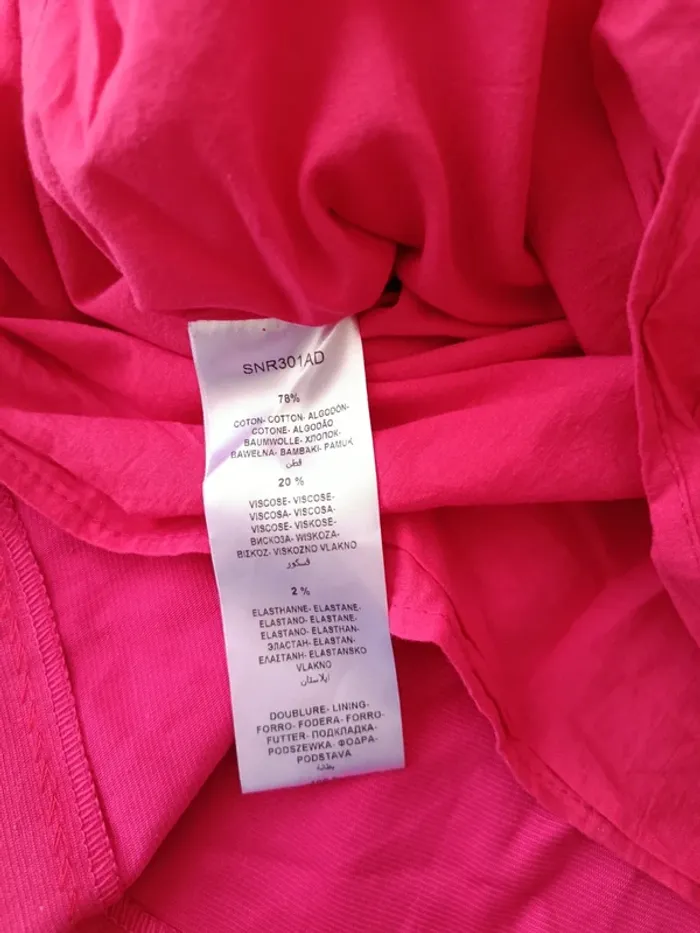 SNR301AD
78%
COTON- COTTON- ALGODÓN-
COTONE- ALGODÃO
BAUMWOLLE- ХЛОПОК-
BAWEŁNA- BAMBAKI- PAMUK
قطن
20 %
VISCOSE- VISCOSE-
VISCOSA- VISCOSA-
VISCOSE- VISKOSE-
ВИСКОЗА- WISKOZA-
ΒΙΣΚΟΖ- VISKOZNO VLAKNO
فسكور
2 %
ELASTHANNE- ELASTANE-
ELASTANO- ELASTANE-
ELASTANO- ELASTHAN-
ЭЛАСТАН- ELASTAN-
ΕΛΑΣΤΑΝΗ- ELASTANSKO
VLAKNO
ايلاستان
DOUBLURE- LINING-
FORRO- FODERA- FORRO-
FUTTER- ПОДКЛАДКА-
PODSZEWKA- ΦΟΔΡΑ-
PODSTAVA
بطانة